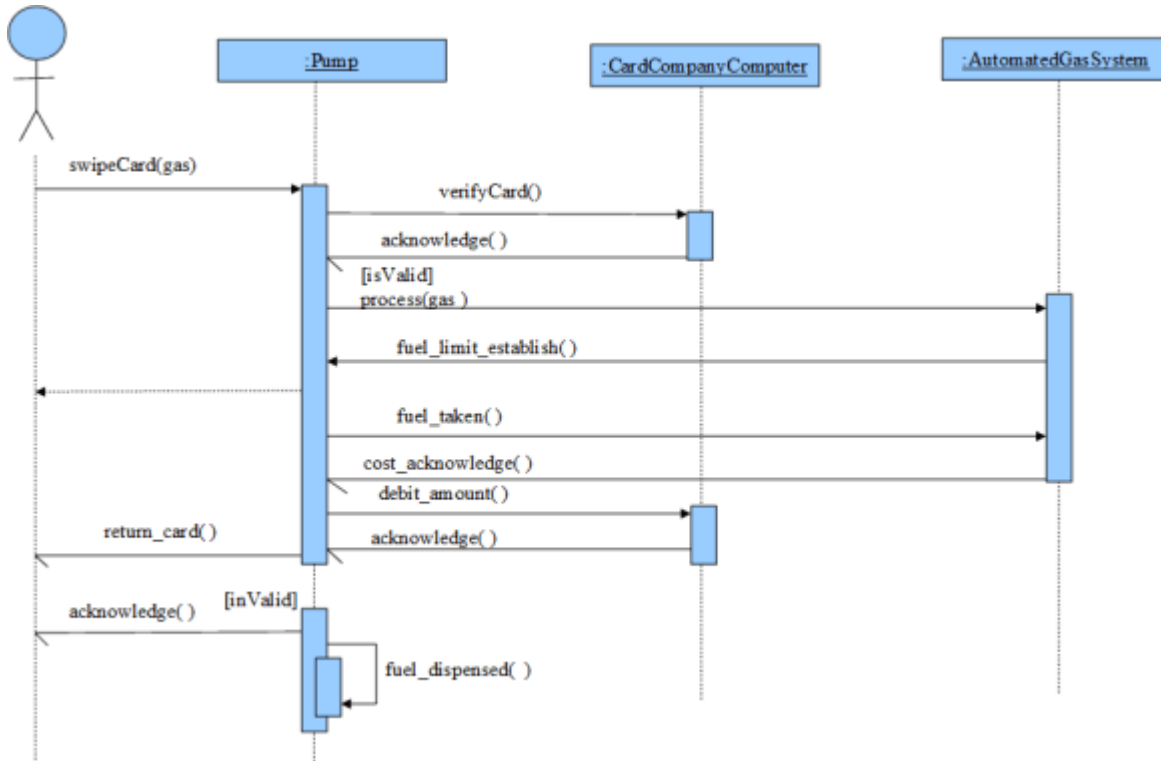 :Pump
:CardCompanyComputer
:AutomatedGasSystem
swipeCard(gas)
verifyCard()
acknowledge( )
[isValid]
process(gas )
fuel_limit_establish()
fuel_taken( )
cost_acknowledge( )
debit_amount( )
return_card( )
acknowledge( )
[inValid]
acknowledge( )
fuel_dispensed( )